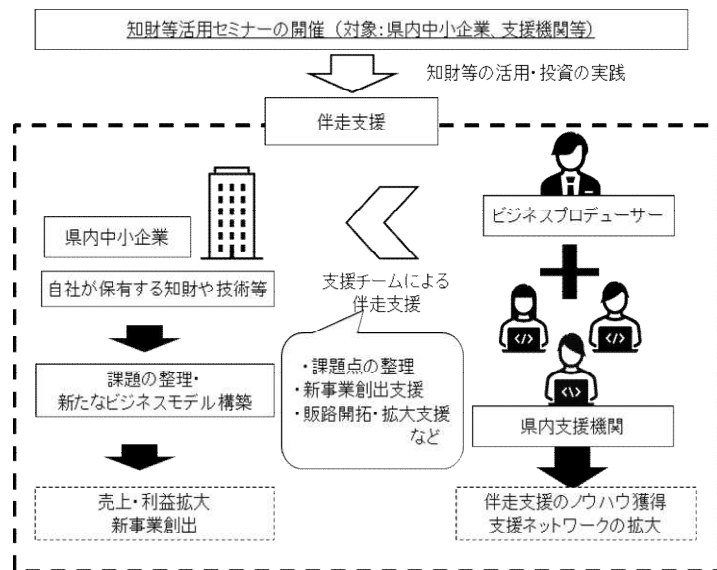 知財等活用セミナーの開催（対象：県内中小企業、支援機関等）
知財等の活用・投資の実践
伴走支援
県内中小企業
自社が保有する知財や技術等
課題の整理・
新たなビジネスモデル構築
売上・利益拡大
新事業創出
支援チームによる
伴走支援
・課題点の整理
・新事業創出支援
・販路開拓・拡大支援
など
ビジネスプロデューサー
</>
</>
<\>
県内支援機関
伴走支援のノウハウ獲得
支援ネットワークの拡大